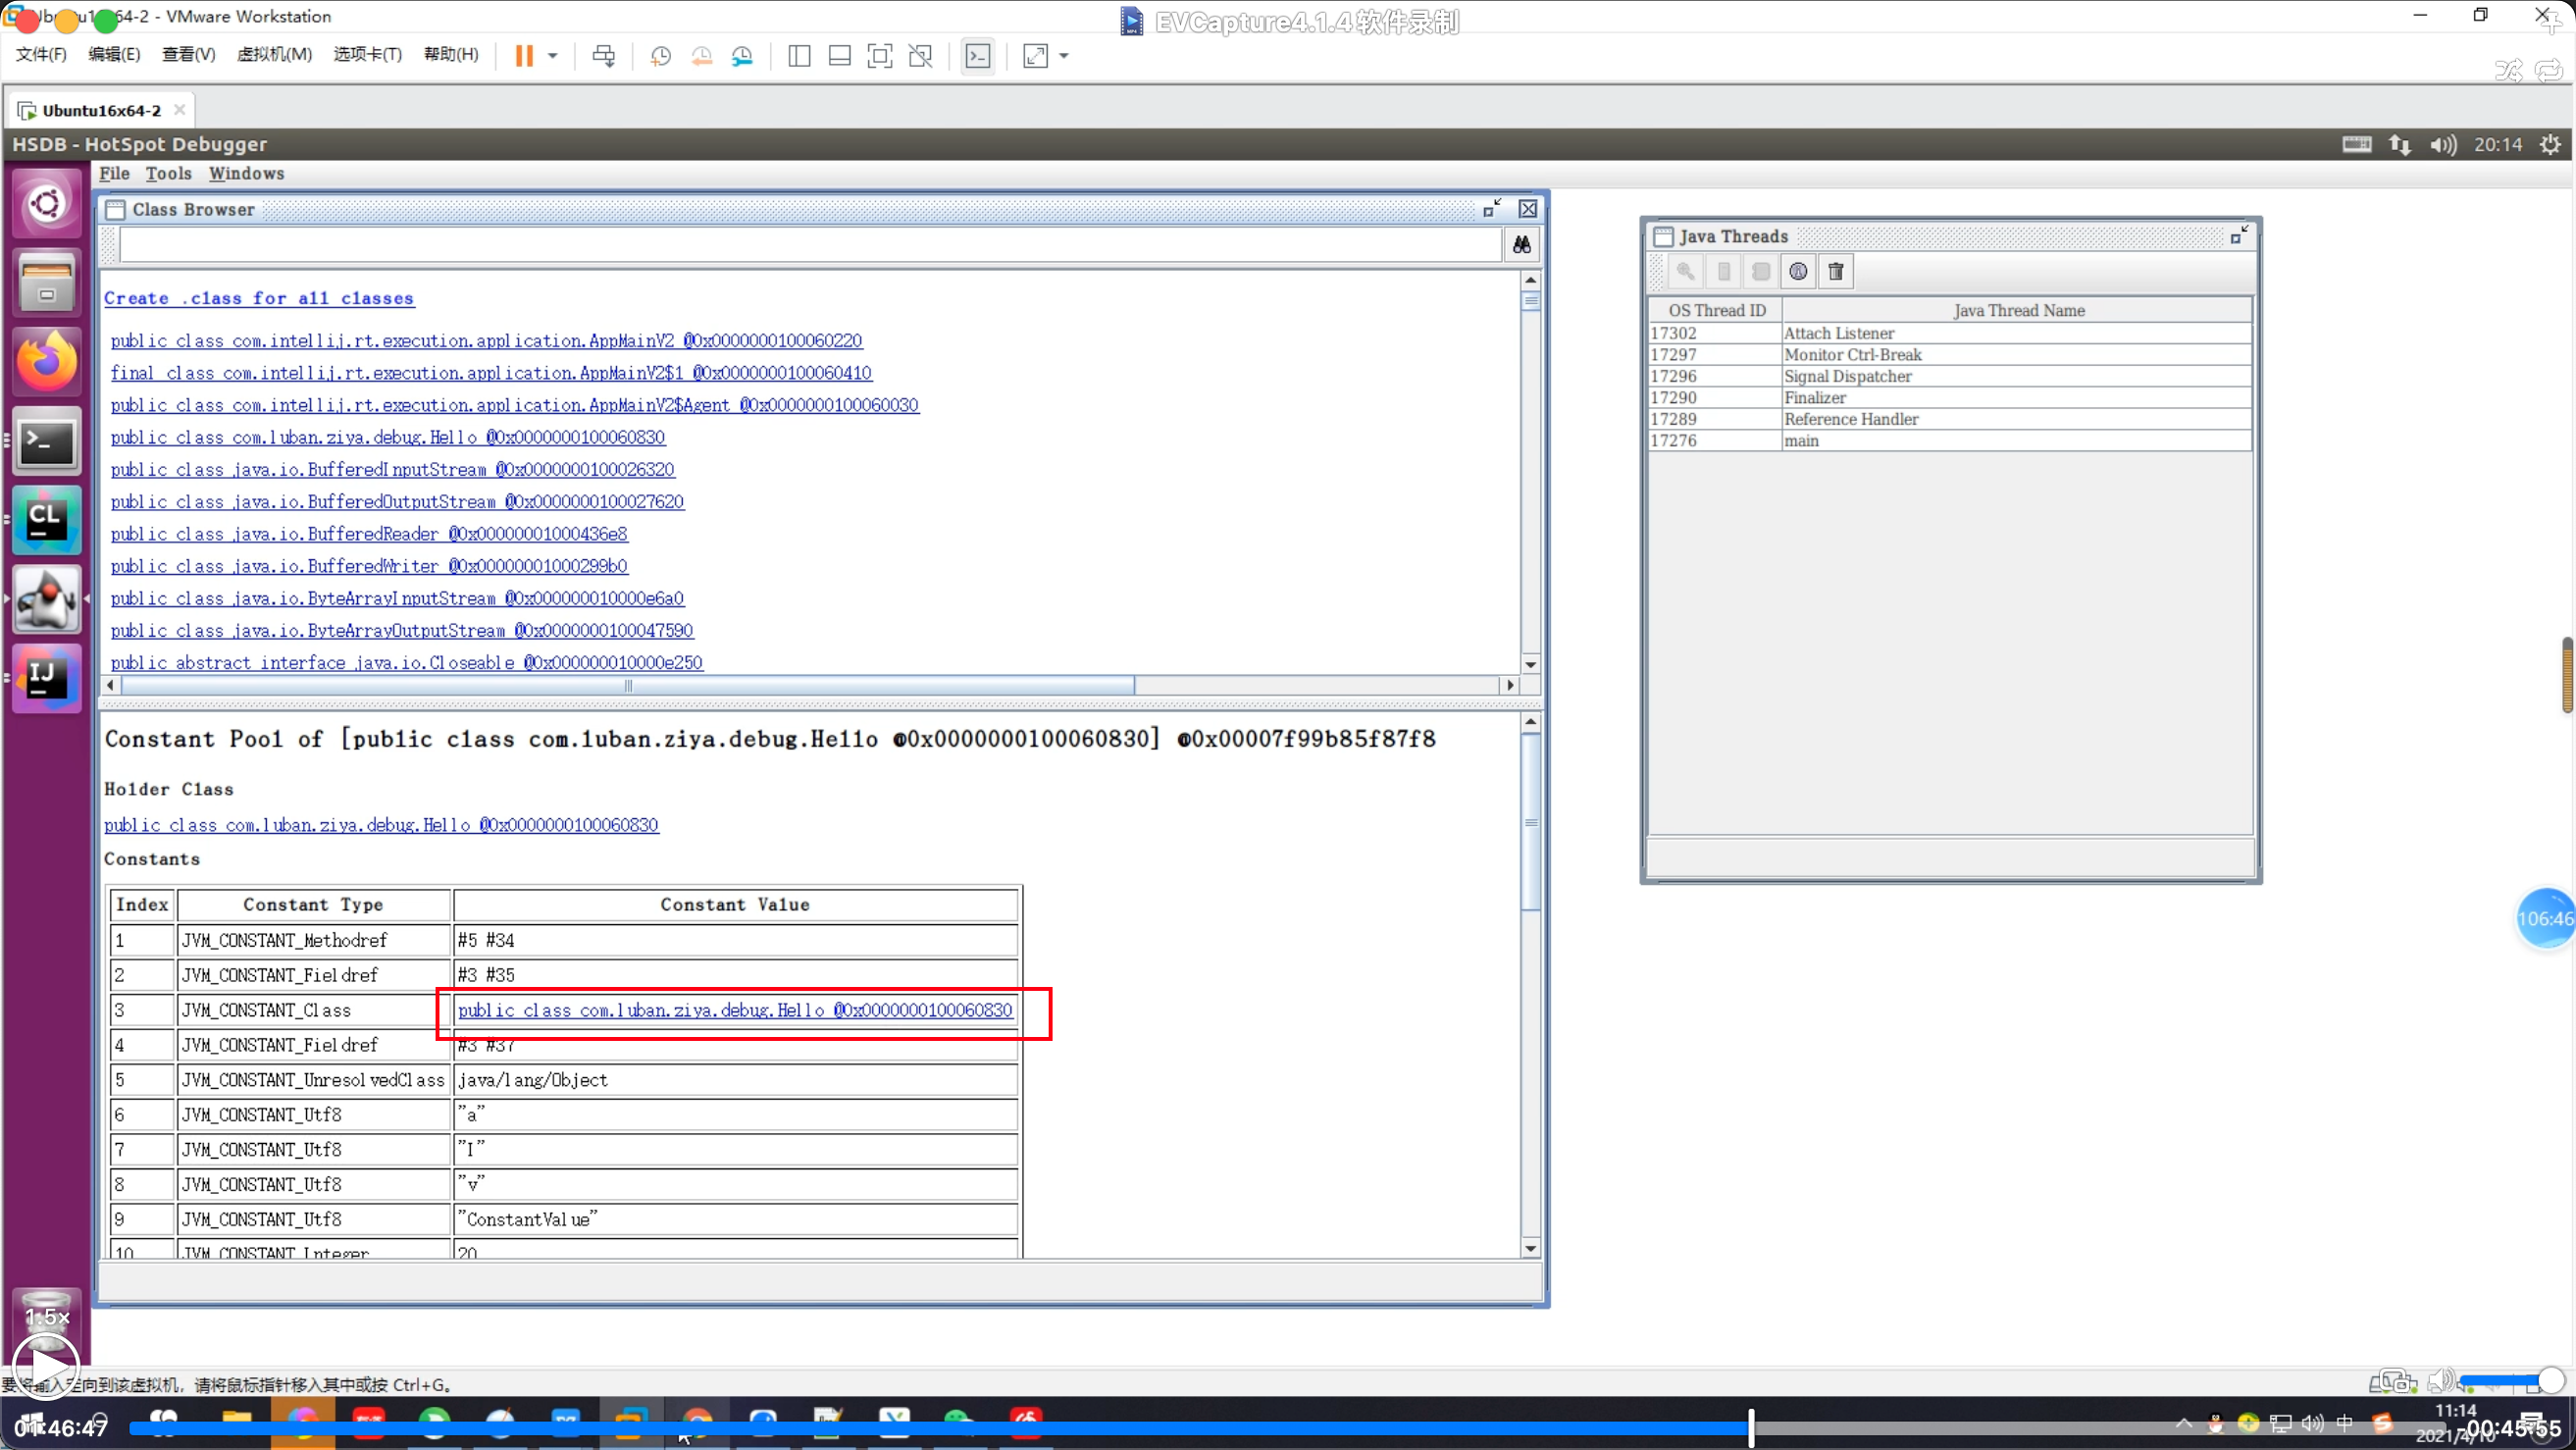 Ubuntu16x64-2 - VMware Workstation
EVCapture4.1.4软件录制
文件(F) 编辑(E) 查看(V) 虚拟机(M) 选项卡(T) 帮助(H)
Ubuntu16x64-2
HSDB - HotSpot Debugger
20:14
File Tools Windows
Class Browser
Create .class for all classes
public class com.intellij.rt.execution.application.AppMainV2 @0x0000000100060220
final class com.intellij.rt.execution.application.AppMainV2$1 @0x0000000100060410
public class com.intellij.rt.execution.application.AppMainV2$Agent @0x0000000100060030
public class com.luban.ziya.debug.Hello @0x0000000100060830
public class java.io.BufferedInputStream @0x0000000100026320
public class java.io.BufferedOutputStream @0x0000000100027620
public class java.io.BufferedReader @0x00000001000436e8
public class java.io.BufferedWriter @0x00000001000299b0
public class java.io.ByteArrayInputStream @0x000000010000e6a0
public class java.io.ByteArrayOutputStream @0x0000000100047590
public abstract interface java.io.Closeable @0x000000010000e250
Constant Pool of [public class com.luban.ziya.debug.Hello @0x0000000100060830] @0x00007f99b85f87f8
Holder Class
public class com.luban.ziya.debug.Hello @0x0000000100060830
Constants
Index Constant Type Constant Value
1 JVM_CONSTANT_Methodref #5 #34
2 JVM_CONSTANT_Fieldref #3 #35
3 JVM_CONSTANT_Class public class com.luban.ziya.debug.Hello @0x0000000100060830
4 JVM_CONSTANT_Fieldref #3 #37
5 JVM_CONSTANT_UnresolvedClass java/lang/Object
6 JVM_CONSTANT_Utf8 "a"
7 JVM_CONSTANT_Utf8 "I"
8 JVM_CONSTANT_Utf8 "v"
9 JVM_CONSTANT_Utf8 "ConstantValue"
10 JVM_CONSTANT_Integer 20
Java Threads
OS Thread ID Java Thread Name
17302 Attach Listener
17297 Monitor Ctrl-Break
17296 Signal Dispatcher
17290 Finalizer
17289 Reference Handler
17276 main
106:46
CL
IJ
1.5×
要将输入定向到该虚拟机，请将鼠标指针移入其中或按 Ctrl+G。
01:46:47
中
11:14
2021/4/10
-00:45:55